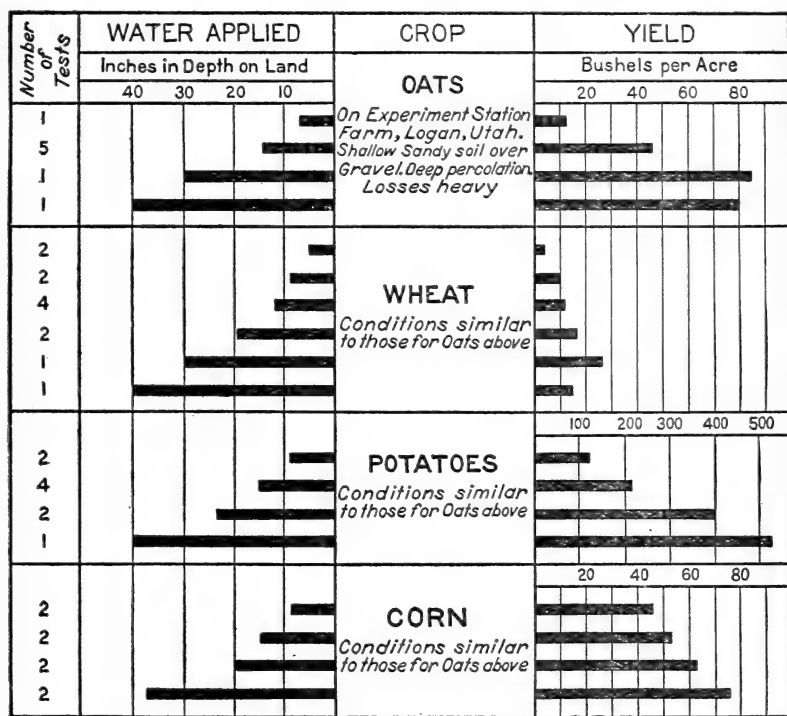 Number of Tests
WATER APPLIED
CROP
YIELD
Inches in Depth on Land
Bushels per Acre
40 30 20 10
20 40 60 80
OATS
On Experiment Station
Farm, Logan, Utah.
Shallow Sandy soil over
Gravel. Deep percolation
Losses heavy
1
5
1
1
WHEAT
Conditions similar
to those for Oats above
2
2
4
2
1
1
100 200 300 400 500
POTATOES
Conditions similar
to those for Oats above
2
4
2
1
20 40 60 80
CORN
Conditions similar
to those for Oats above
2
2
2
2